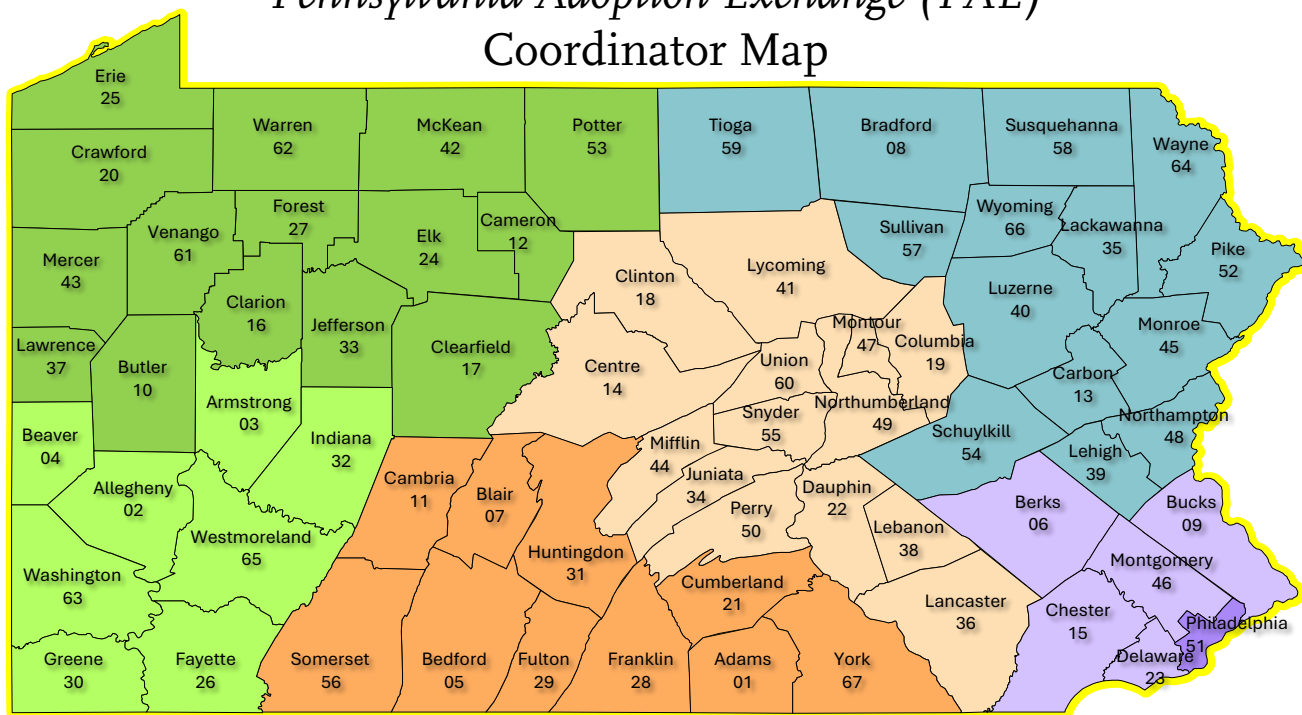 Pennsylvania Adoption Exchange (PAE)
Coordinator Map
Erie
25
Warren
62
McKean
42
Potter
53
Tioga
59
Bradford
08
Susquehanna
58
Wayne
64
Crawford
20
Venango
61
Forest
27
Elk
24
Cameron
12
Sullivan
57
Wyoming
66
Lackawanna
35
Pike
52
Mercer
43
Clarion
16
Jefferson
33
Clearfield
17
Clinton
18
Lycoming
41
Luzerne
40
Monroe
45
Lawrence
37
Butler
10
Armstrong
03
Indiana
32
Centre
14
Union
60
Montour
47
Columbia
19
Carbon
13
Northampton
48
Beaver
04
Allegheny
02
Westmoreland
65
Cambria
11
Blair
07
Huntingdon
31
Mifflin
44
Snyder
55
Northumberland
49
Schuylkill
54
Lehigh
39
Juniata
34
Perry
50
Dauphin
22
Lebanon
38
Berks
06
Bucks
09
Washington
63
Montgomery
46
Cumberland
21
Lancaster
36
Chester
15
Philadelphia
51
Delaware
23
Greene
30
Fayette
26
Somerset
56
Bedford
05
Fulton
29
Franklin
28
Adams
01
York
67